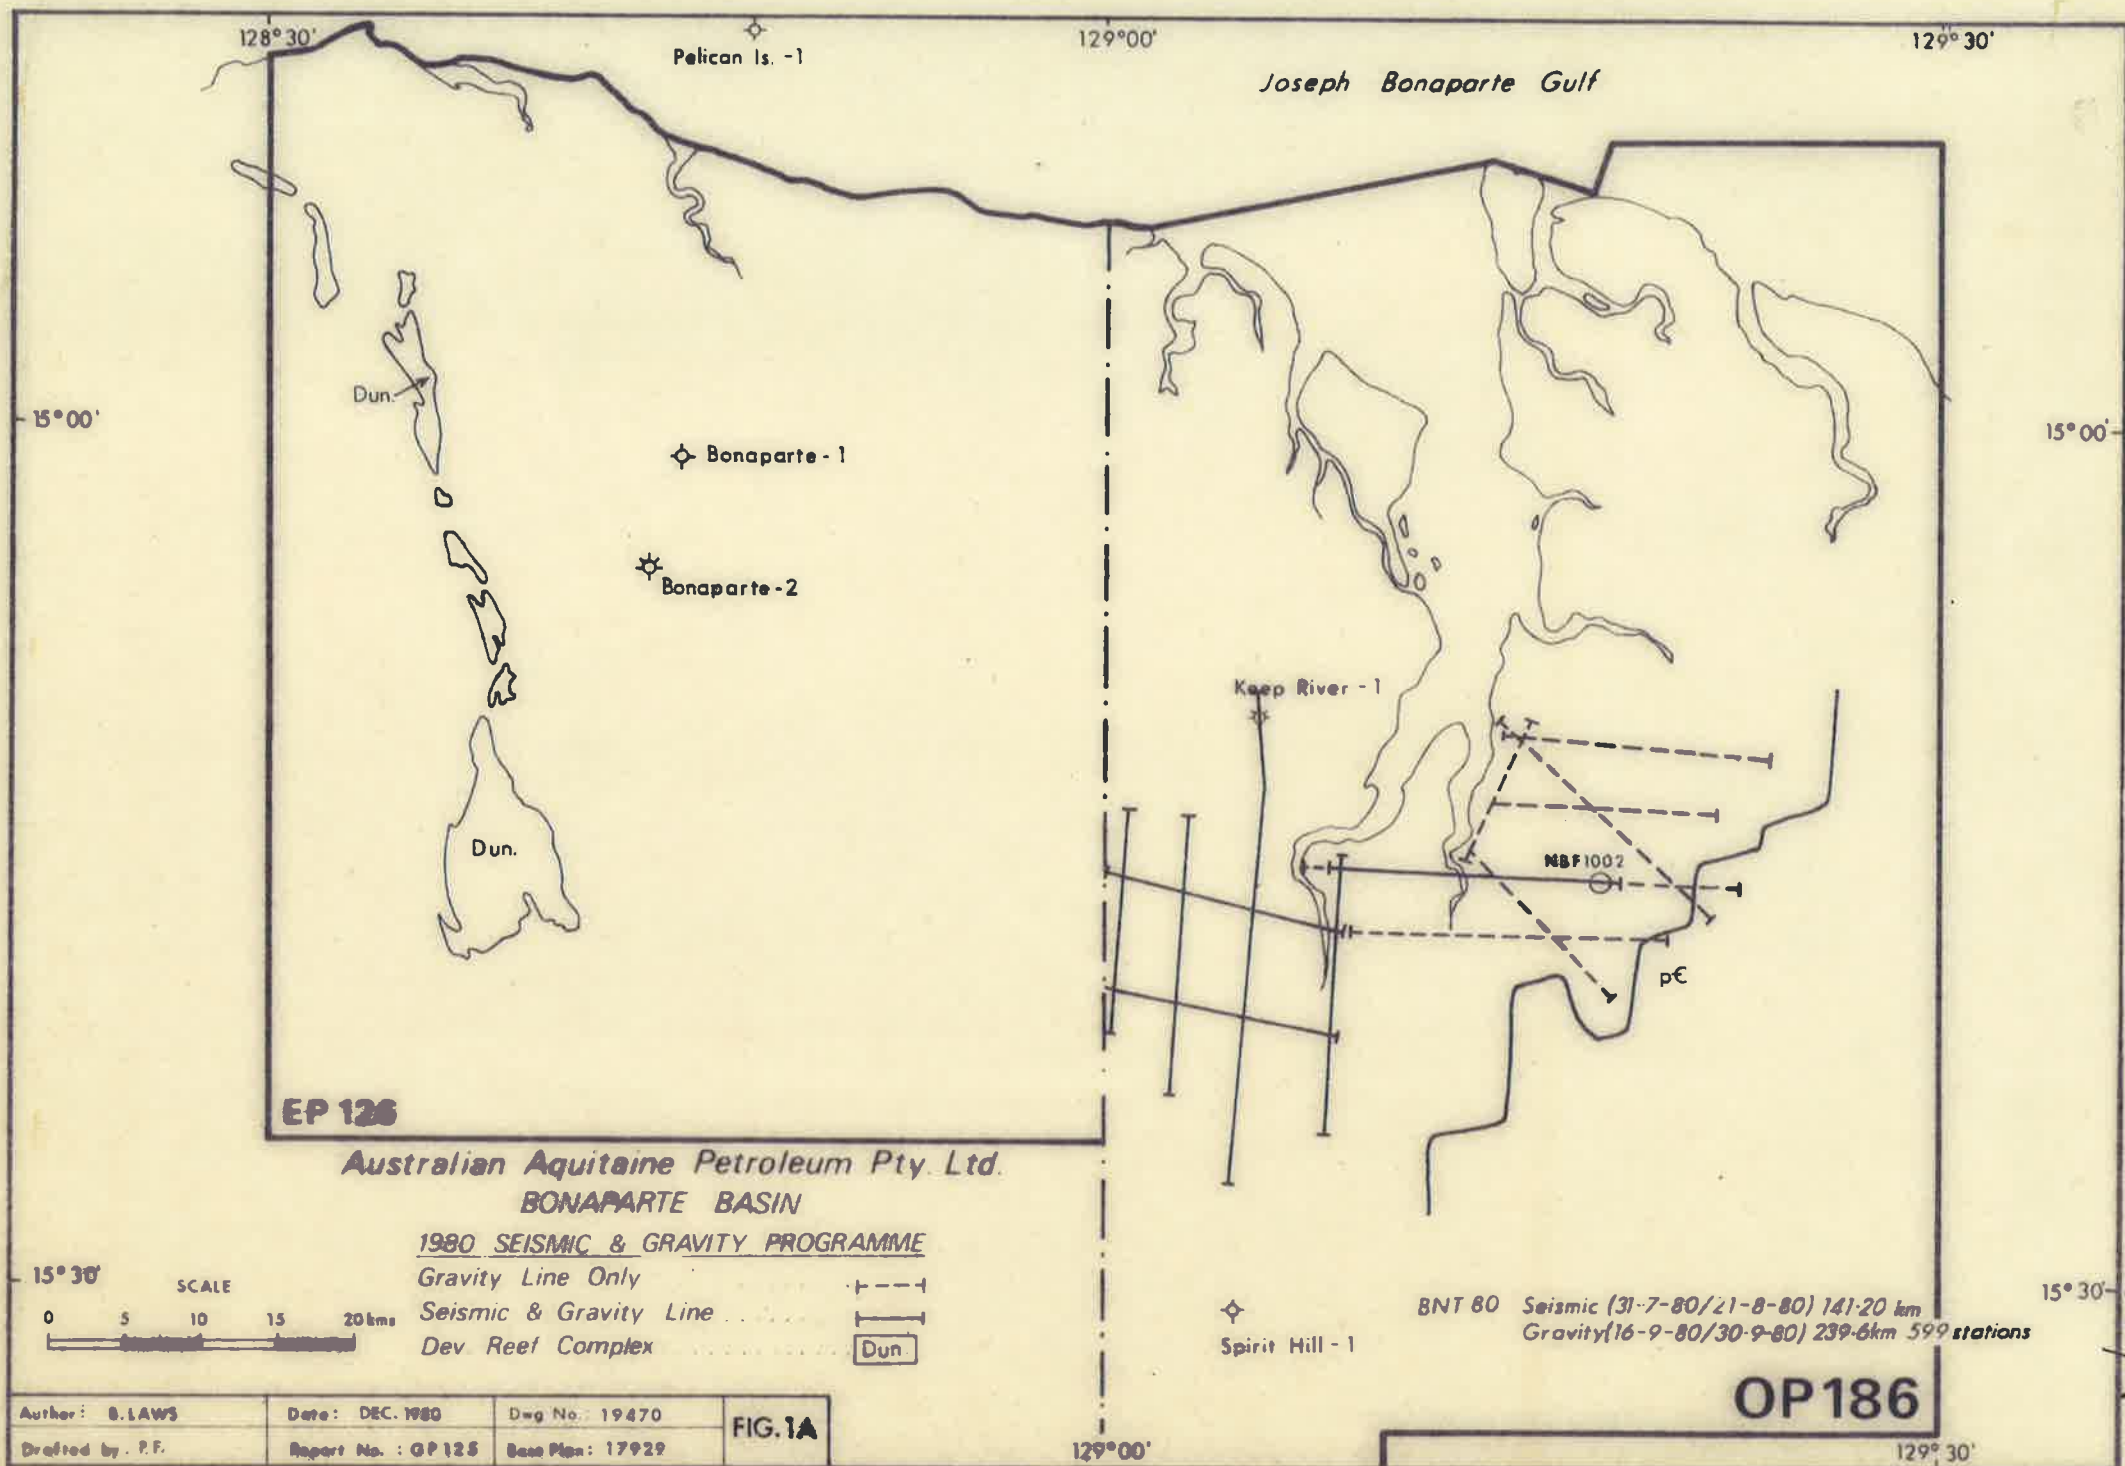 128°30'
Pelican Is. -1
129°00'
129°30'
Joseph Bonaparte Gulf
Dun.
15°00'
15°00'
Bonaparte - 1
Bonaparte - 2
Keep River - 1
Dun.
NBF1002
p€
EP 126
Australian Aquitaine Petroleum Pty. Ltd.
BONAPARTE BASIN
1980 SEISMIC & GRAVITY PROGRAMME
Gravity Line Only
Seismic & Gravity Line
Dev Reef Complex
Dun
15°30'
SCALE
0 5 10 15 20 kms
15°30'
Spirit Hill - 1
BNT 80 Seismic (31-7-80/21-8-80) 141·20 km
Gravity(16-9-80/30-9-80) 239·6km 599 stations
OP186
Author: B.LAWS
Date: DEC. 1980
Dwg No: 19470
FIG.1A
Drafted by. P.F.
Report No. : GP 125
Base Plan: 17929
129°00'
129°30'